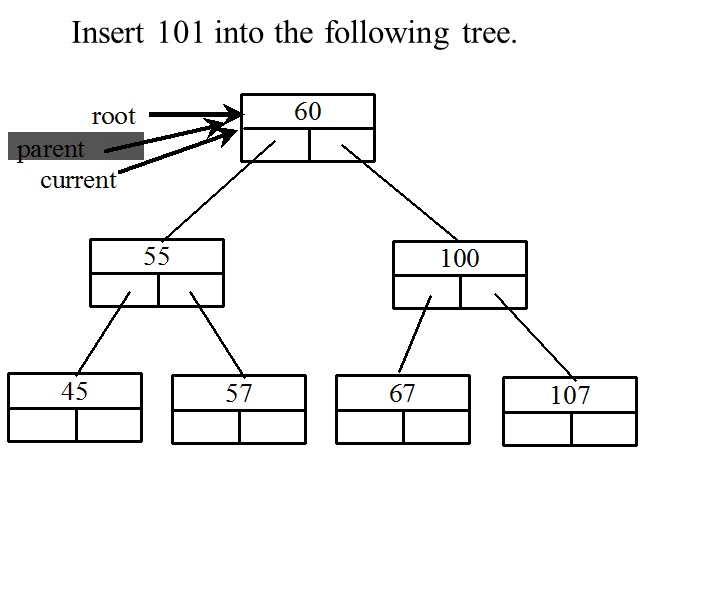 Insert 101 into the following tree.
root
60
parent
current
55
100
45
57
67
107